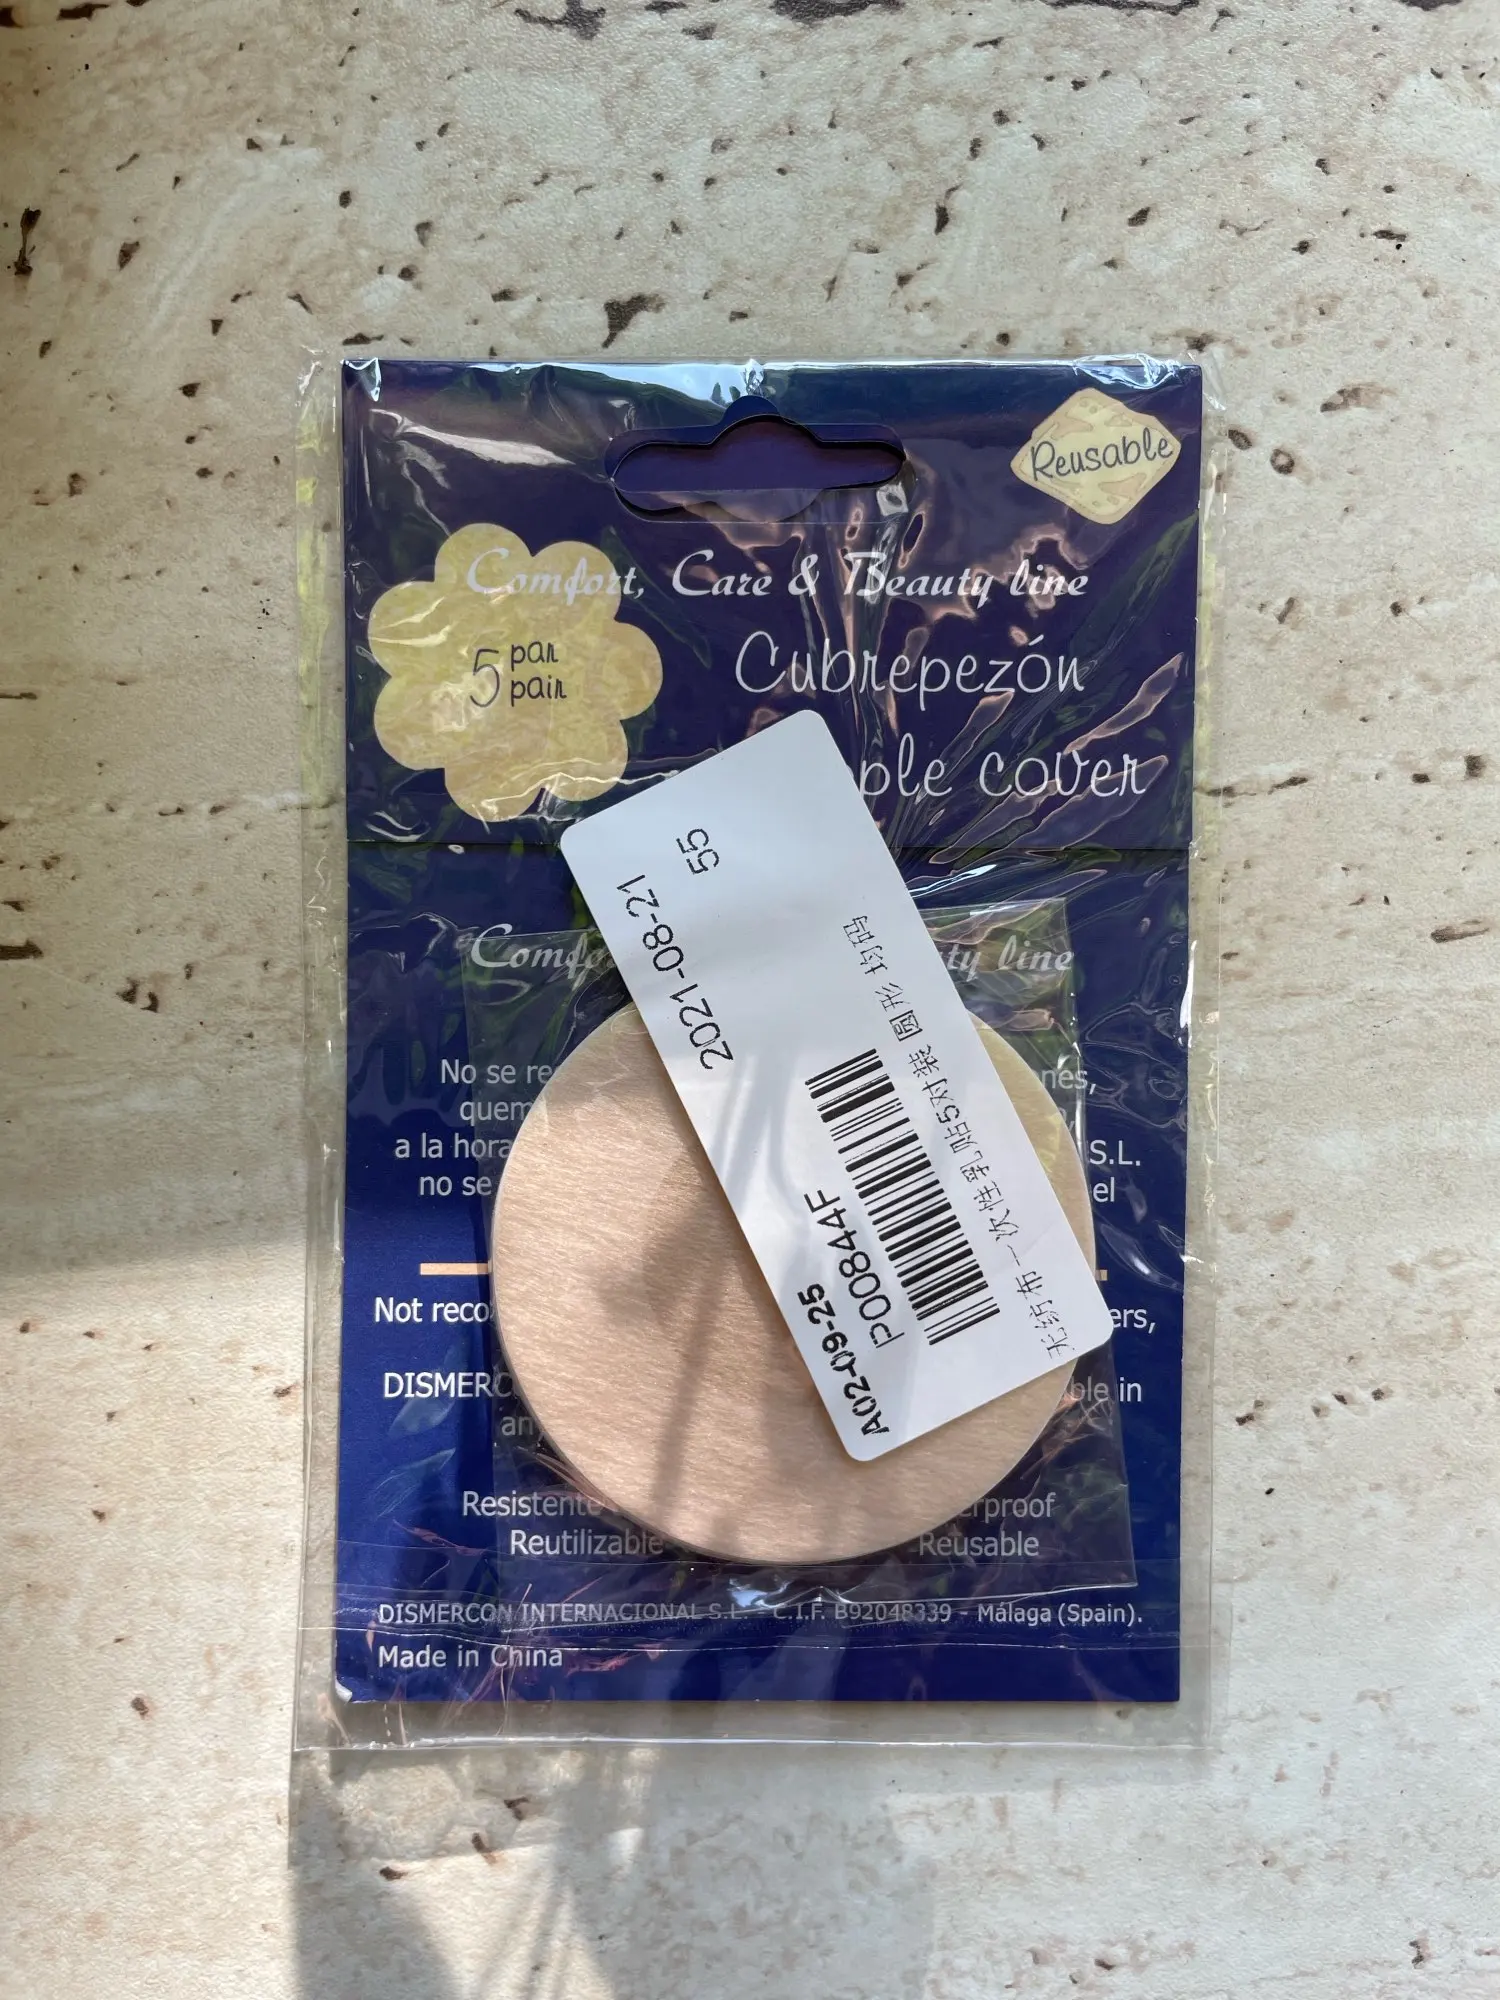 Reusable
Comfort, Care & Beauty line
5 par
pair
Cubrepezón
ple cover
2021-08-21 55
A02-09-25
P00844F
无纺布一次性乳贴5对装 圆形 均码
Comfo
ty line
No se re
nes,
quem
a la hora
S.L.
no se
el
Not reco
ers,
DISMERC
ble in
any
Resistente
erproof
Reutilizable
Reusable
DISMERCON INTERNACIONAL S.L. - C.I.F. B92048339 - Málaga (Spain).
Made in China